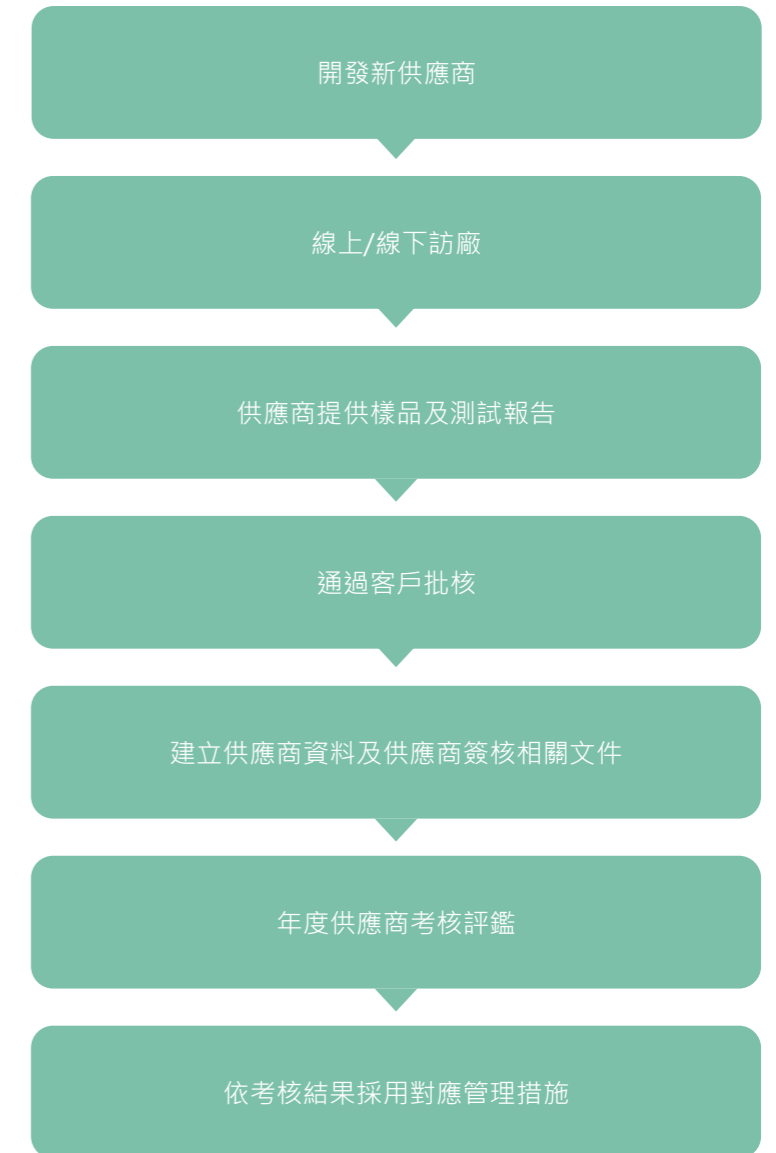 開發新供應商
線上/線下訪廠
供應商提供樣品及測試報告
通過客戶批核
建立供應商資料及供應商簽核相關文件
年度供應商考核評鑑
依考核結果採用對應管理措施